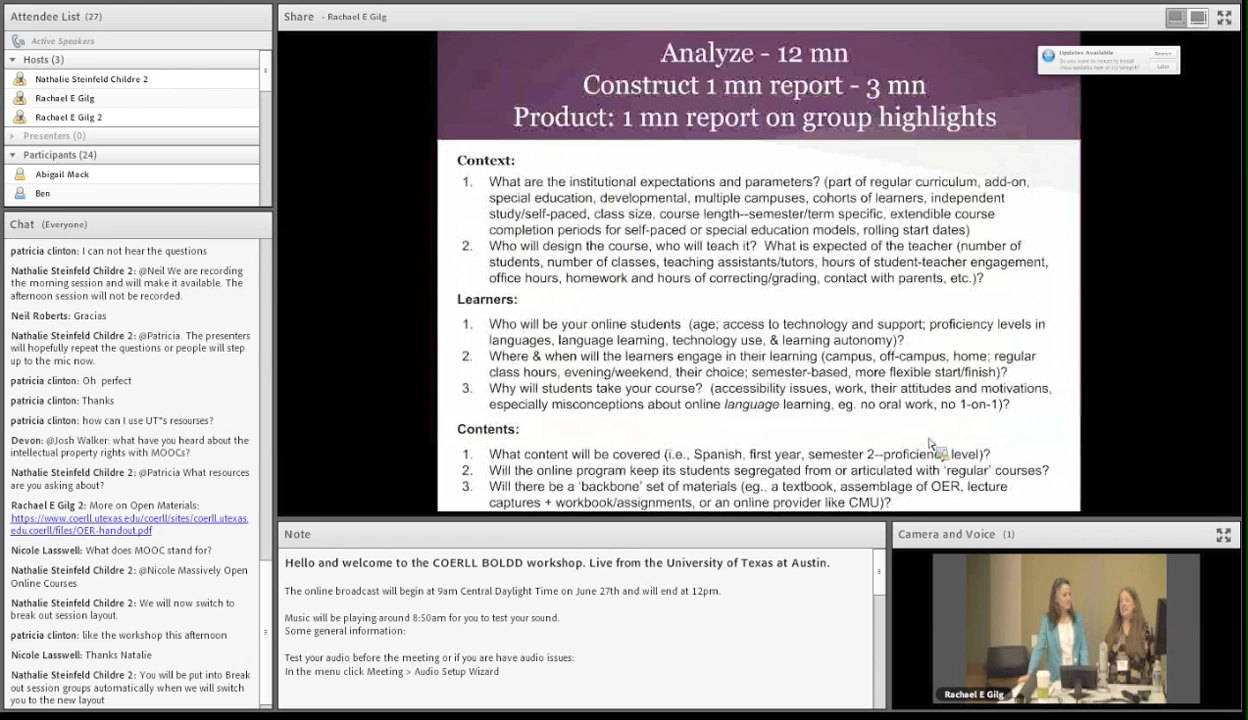 Attendee List (27)
Active Speakers
Hosts (3)
Nathalie Steinfeld Childre 2
Rachael E Gilg
Rachael E Gilg 2
Presenters (0)
Participants (24)
Abigail Mack
Ben
Chat (Everyone)
patricia clinton: I can not hear the questions
Nathalie Steinfeld Childre 2: @Neil We are recording
the morning session and will make it available. The
afternoon session will not be recorded.
Neil Roberts: Gracias
Nathalie Steinfeld Childre 2: @Patricia. The presenters
will hopefully repeat the questions or people will step
up to the mic now.
patricia clinton: Oh perfect
patricia clinton: Thanks
patricia clinton: how can I use UT"s resourses?
Devon: @Josh Walker: what have you heard about the
intellectual property rights with MOOCs?
Nathalie Steinfeld Childre 2: @Patricia What resources
are you asking about?
Rachael E Gilg 2: More on Open Materials:
https://www.coerll.utexas.edu/coerll/sites/coerll.utexas.
edu.coerll/files/OER-handout.pdf
Nicole Lasswell: What does MOOC stand for?
Nathalie Steinfeld Childre 2: @Nicole Massively Open
Online Courses
Nathalie Steinfeld Childre 2: We will now switch to
break out session layout.
patricia clinton: like the workshop this afternoon
Nicole Lasswell: Thanks Natalie
Nathalie Steinfeld Childre 2: You will be put into Break
out session groups automatically when we will switch
you to the new layout
Share - Rachael E Gilg
Analyze - 12 mn
Construct 1 mn report - 3 mn
Product: 1 mn report on group highlights
Updates Available
Context:
1. What are the institutional expectations and parameters? (part of regular curriculum, add-on,
special education, developmental, multiple campuses, cohorts of learners, independent
study/self-paced, class size, course length--semester/term specific, extendible course
completion periods for self-paced or special education models, rolling start dates)
2. Who will design the course, who will teach it? What is expected of the teacher (number of
students, number of classes, teaching assistants/tutors, hours of student-teacher engagement,
office hours, homework and hours of correcting/grading, contact with parents, etc.)?
Learners:
1. Who will be your online students (age; access to technology and support; proficiency levels in
languages, language learning, technology use, & learning autonomy)?
2. Where & when will the learners engage in their learning (campus, off-campus, home; regular
class hours, evening/weekend, their choice; semester-based, more flexible start/finish)?
3. Why will students take your course? (accessibility issues, work, their attitudes and motivations,
especially misconceptions about online language learning, eg. no oral work, no 1-on-1)?
Contents:
1. What content will be covered (i.e., Spanish, first year, semester 2--proficiency level)?
2. Will the online program keep its students segregated from or articulated with 'regular' courses?
3. Will there be a 'backbone' set of materials (eg., a textbook, assemblage of OER, lecture
captures + workbook/assignments, or an online provider like CMU)?
Note
Hello and welcome to the COERLL BOLDD workshop. Live from the University of Texas at Austin.
The online broadcast will begin at 9am Central Daylight Time on June 27th and will end at 12pm.
Music will be playing around 8:50am for you to test your sound.
Some general information:
Test your audio before the meeting or if you are have audio issues:
In the menu click Meeting > Audio Setup Wizard
Camera and Voice (1)
Rachael E Gilg